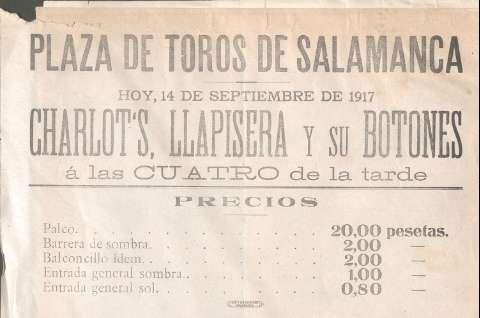 PLAZA DE TOROS DE SALAMANCA
HOY, 14 DE SEPTIEMBRE DE 1917
CHARLOT'S, LLAPISERA Y SU BOTONES
á las CUATRO de la tarde
PRECIOS
Palco. . . . . . . . . . . . 20,00 pesetas.
Barrera de sombra. . . . . . . . . 2,00 —
Balconcillo ídem. . . . . . . . . . 2,00 —
Entrada general sombra. . . . . . . . 1,00 —
Entrada general sol. . . . . . . . . 0,80 —